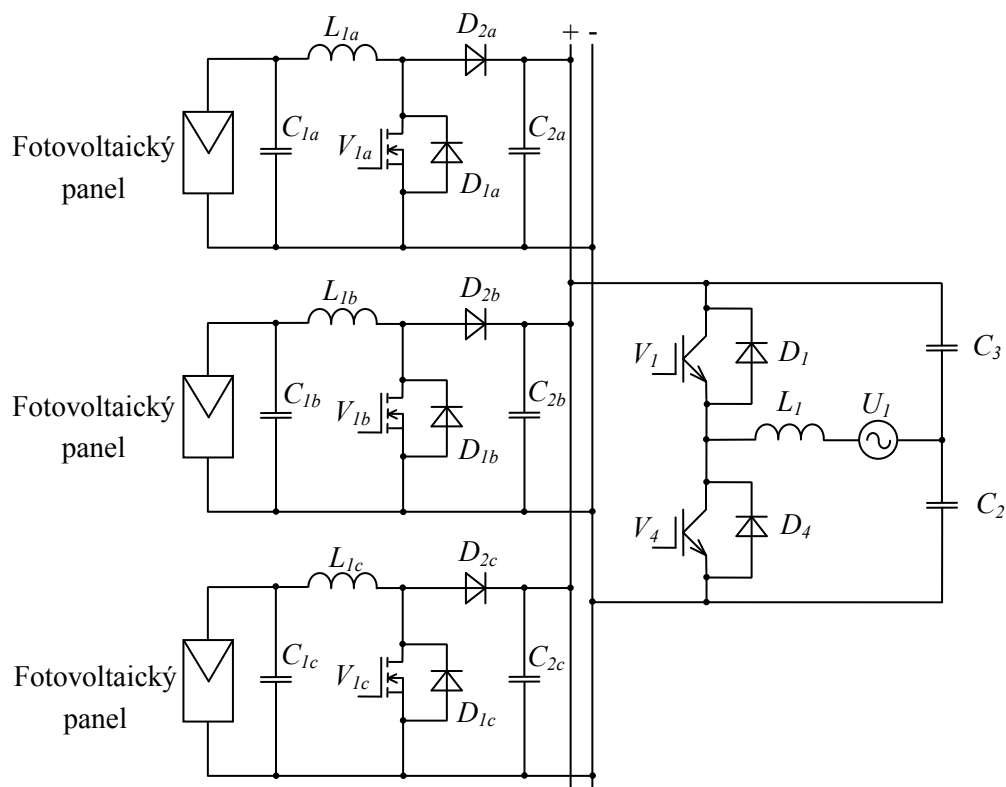 L1a
D2a
+ -
Fotovoltaický
panel
C1a
V1a
D1a
C2a
L1b
D2b
Fotovoltaický
panel
C1b
V1b
D1b
C2b
V1
D1
C3
L1
U1
V4
D4
C2
L1c
D2c
Fotovoltaický
panel
C1c
V1c
D1c
C2c